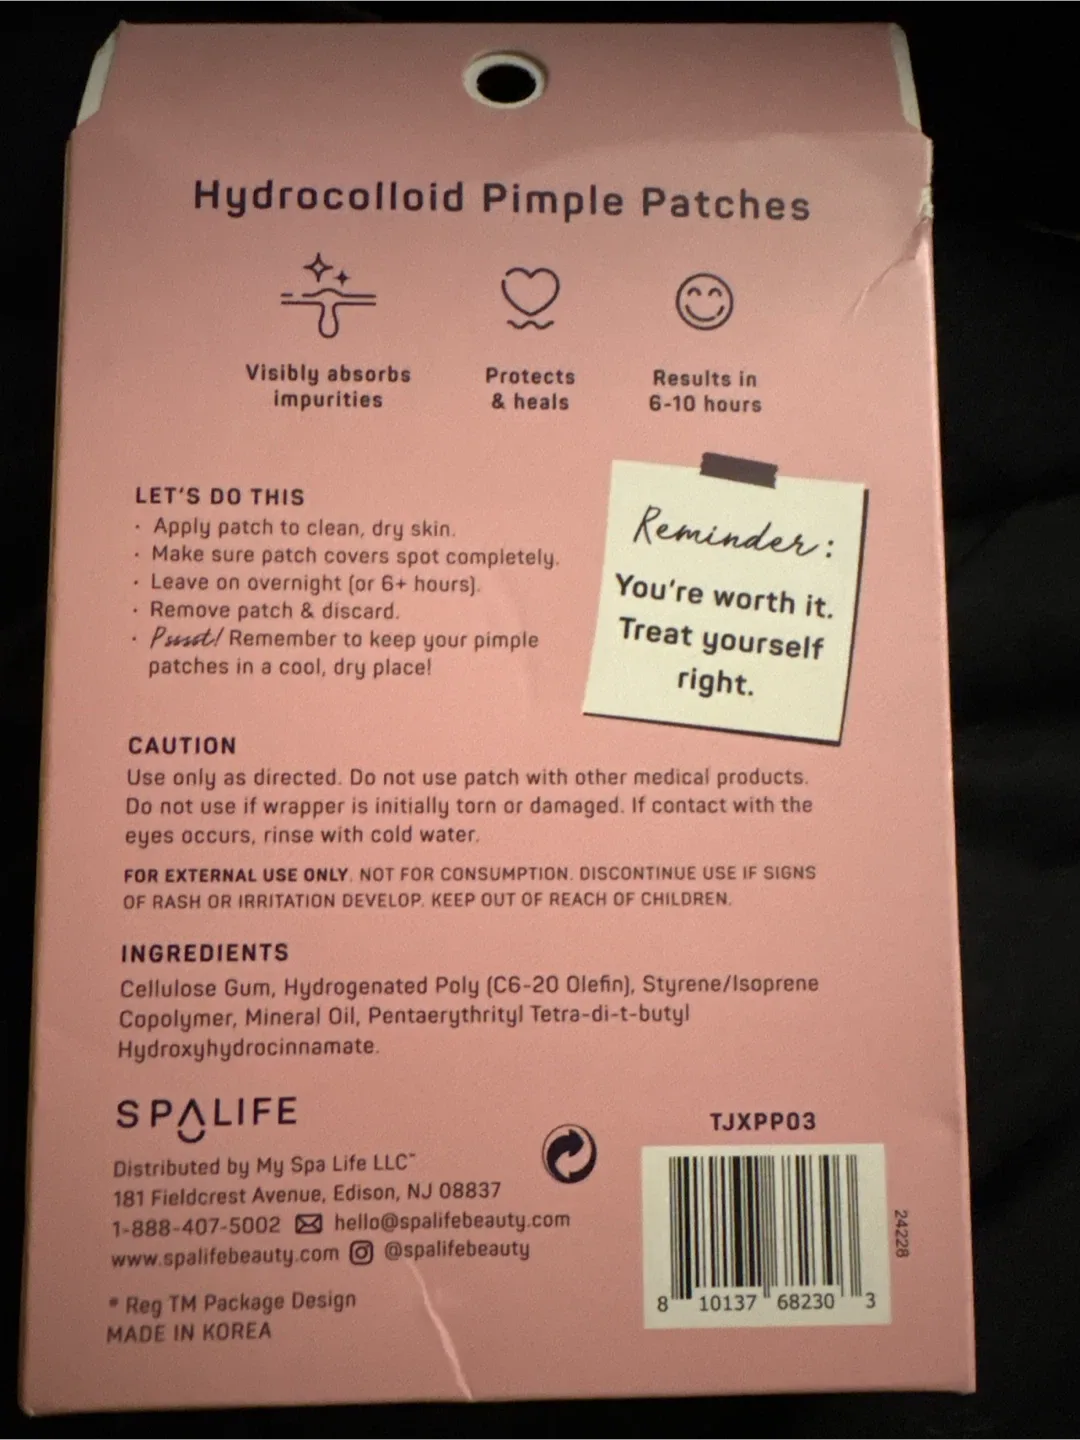 Hydrocolloid Pimple Patches
Visibly absorbs
impurities
Protects
& heals
Results in
6-10 hours
LET'S DO THIS
· Apply patch to clean, dry skin.
· Make sure patch covers spot completely.
· Leave on overnight (or 6+ hours).
· Remove patch & discard.
· Pssst! Remember to keep your pimple
patches in a cool, dry place!
Reminder:
You're worth it.
Treat yourself
right.
CAUTION
Use only as directed. Do not use patch with other medical products.
Do not use if wrapper is initially torn or damaged. If contact with the
eyes occurs, rinse with cold water.
FOR EXTERNAL USE ONLY. NOT FOR CONSUMPTION. DISCONTINUE USE IF SIGNS
OF RASH OR IRRITATION DEVELOP. KEEP OUT OF REACH OF CHILDREN.
INGREDIENTS
Cellulose Gum, Hydrogenated Poly (C6-20 Olefin), Styrene/Isoprene
Copolymer, Mineral Oil, Pentaerythrityl Tetra-di-t-butyl
Hydroxyhydrocinnamate.
SPALIFE
Distributed by My Spa Life LLC™
181 Fieldcrest Avenue, Edison, NJ 08837
1-888-407-5002 hello@spalifebeauty.com
www.spalifebeauty.com @spalifebeauty
® Reg TM Package Design
MADE IN KOREA
TJXPP03
8 10137 68230 3
24228